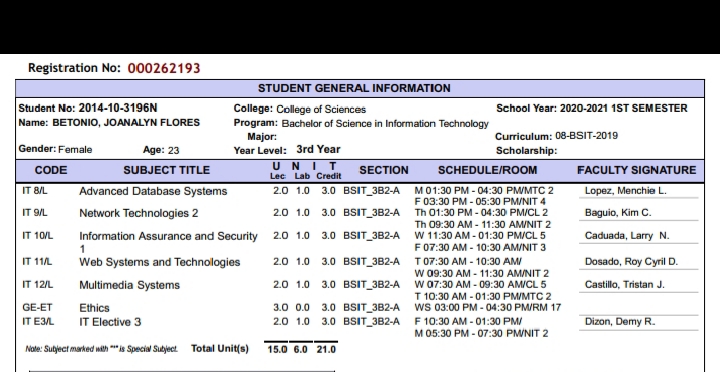 Registration No: 000262193
STUDENT GENERAL INFORMATION
Student No: 2014-10-3196N College: College of Sciences School Year: 2020-2021 1ST SEMESTER
Name: BETONIO, JOANALYN FLORES Program: Bachelor of Science in Information Technology
Major: Curriculum: 08-BSIT-2019
Gender: Female Age: 23 Year Level: 3rd Year Scholarship:
CODE SUBJECT TITLE U N I T SECTION SCHEDULE/ROOM FACULTY SIGNATURE
Lec Lab Credit
IT 8/L Advanced Database Systems 2.0 1.0 3.0 BSIT_3B2-A M 01:30 PM - 04:30 PM/MTC 2 Lopez, Menchie L.
F 03:30 PM - 05:30 PM/NIT 4
IT 9/L Network Technologies 2 2.0 1.0 3.0 BSIT_3B2-A Th 01:30 PM - 04:30 PM/CL 2 Baguio, Kim C.
Th 09:30 AM - 11:30 AM/NIT 2
IT 10/L Information Assurance and Security 2.0 1.0 3.0 BSIT_3B2-A W 11:30 AM - 01:30 PM/CL 5 Caduada, Larry N.
1 F 07:30 AM - 10:30 AM/NIT 3
IT 11/L Web Systems and Technologies 2.0 1.0 3.0 BSIT_3B2-A T 07:30 AM - 10:30 AM/ Dosado, Roy Cyril D.
W 09:30 AM - 11:30 AM/NIT 2
IT 12/L Multimedia Systems 2.0 1.0 3.0 BSIT_3B2-A W 07:30 AM - 09:30 AM/CL 5 Castillo, Tristan J.
T 10:30 AM - 01:30 PM/MTC 2
GE-ET Ethics 3.0 0.0 3.0 BSIT_3B2-A WS 03:00 PM - 04:30 PM/RM 17
IT E3/L IT Elective 3 2.0 1.0 3.0 BSIT_3B2-A F 10:30 AM - 01:30 PM/ Dizon, Demy R.
M 05:30 PM - 07:30 PM/NIT 2
Note: Subject marked with "*" is Special Subject. Total Unit(s) 15.0 6.0 21.0